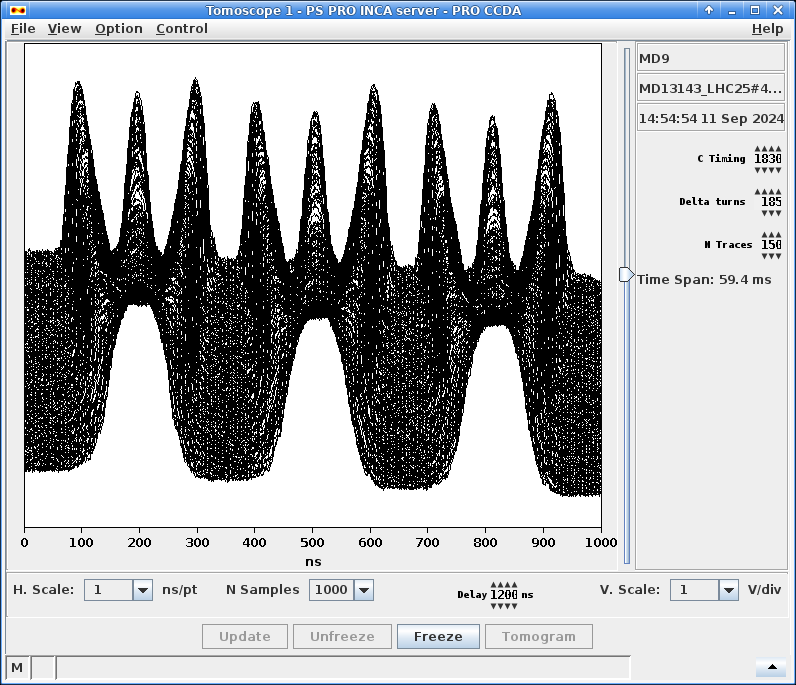 Tomoscope 1 - PS PRO INCA server - PRO CCDA
File View Option Control Help
MD9
MD13143_LHC25#4...
14:54:54 11 Sep 2024
C Timing 1830
Delta turns 185
N Traces 150
Time Span: 59.4 ms
0 100 200 300 400 500 600 700 800 900 1000
ns
H. Scale: 1 ns/pt N Samples 1000 Delay 1200 ns V. Scale: 1 V/div
Update Unfreeze Freeze Tomogram
M